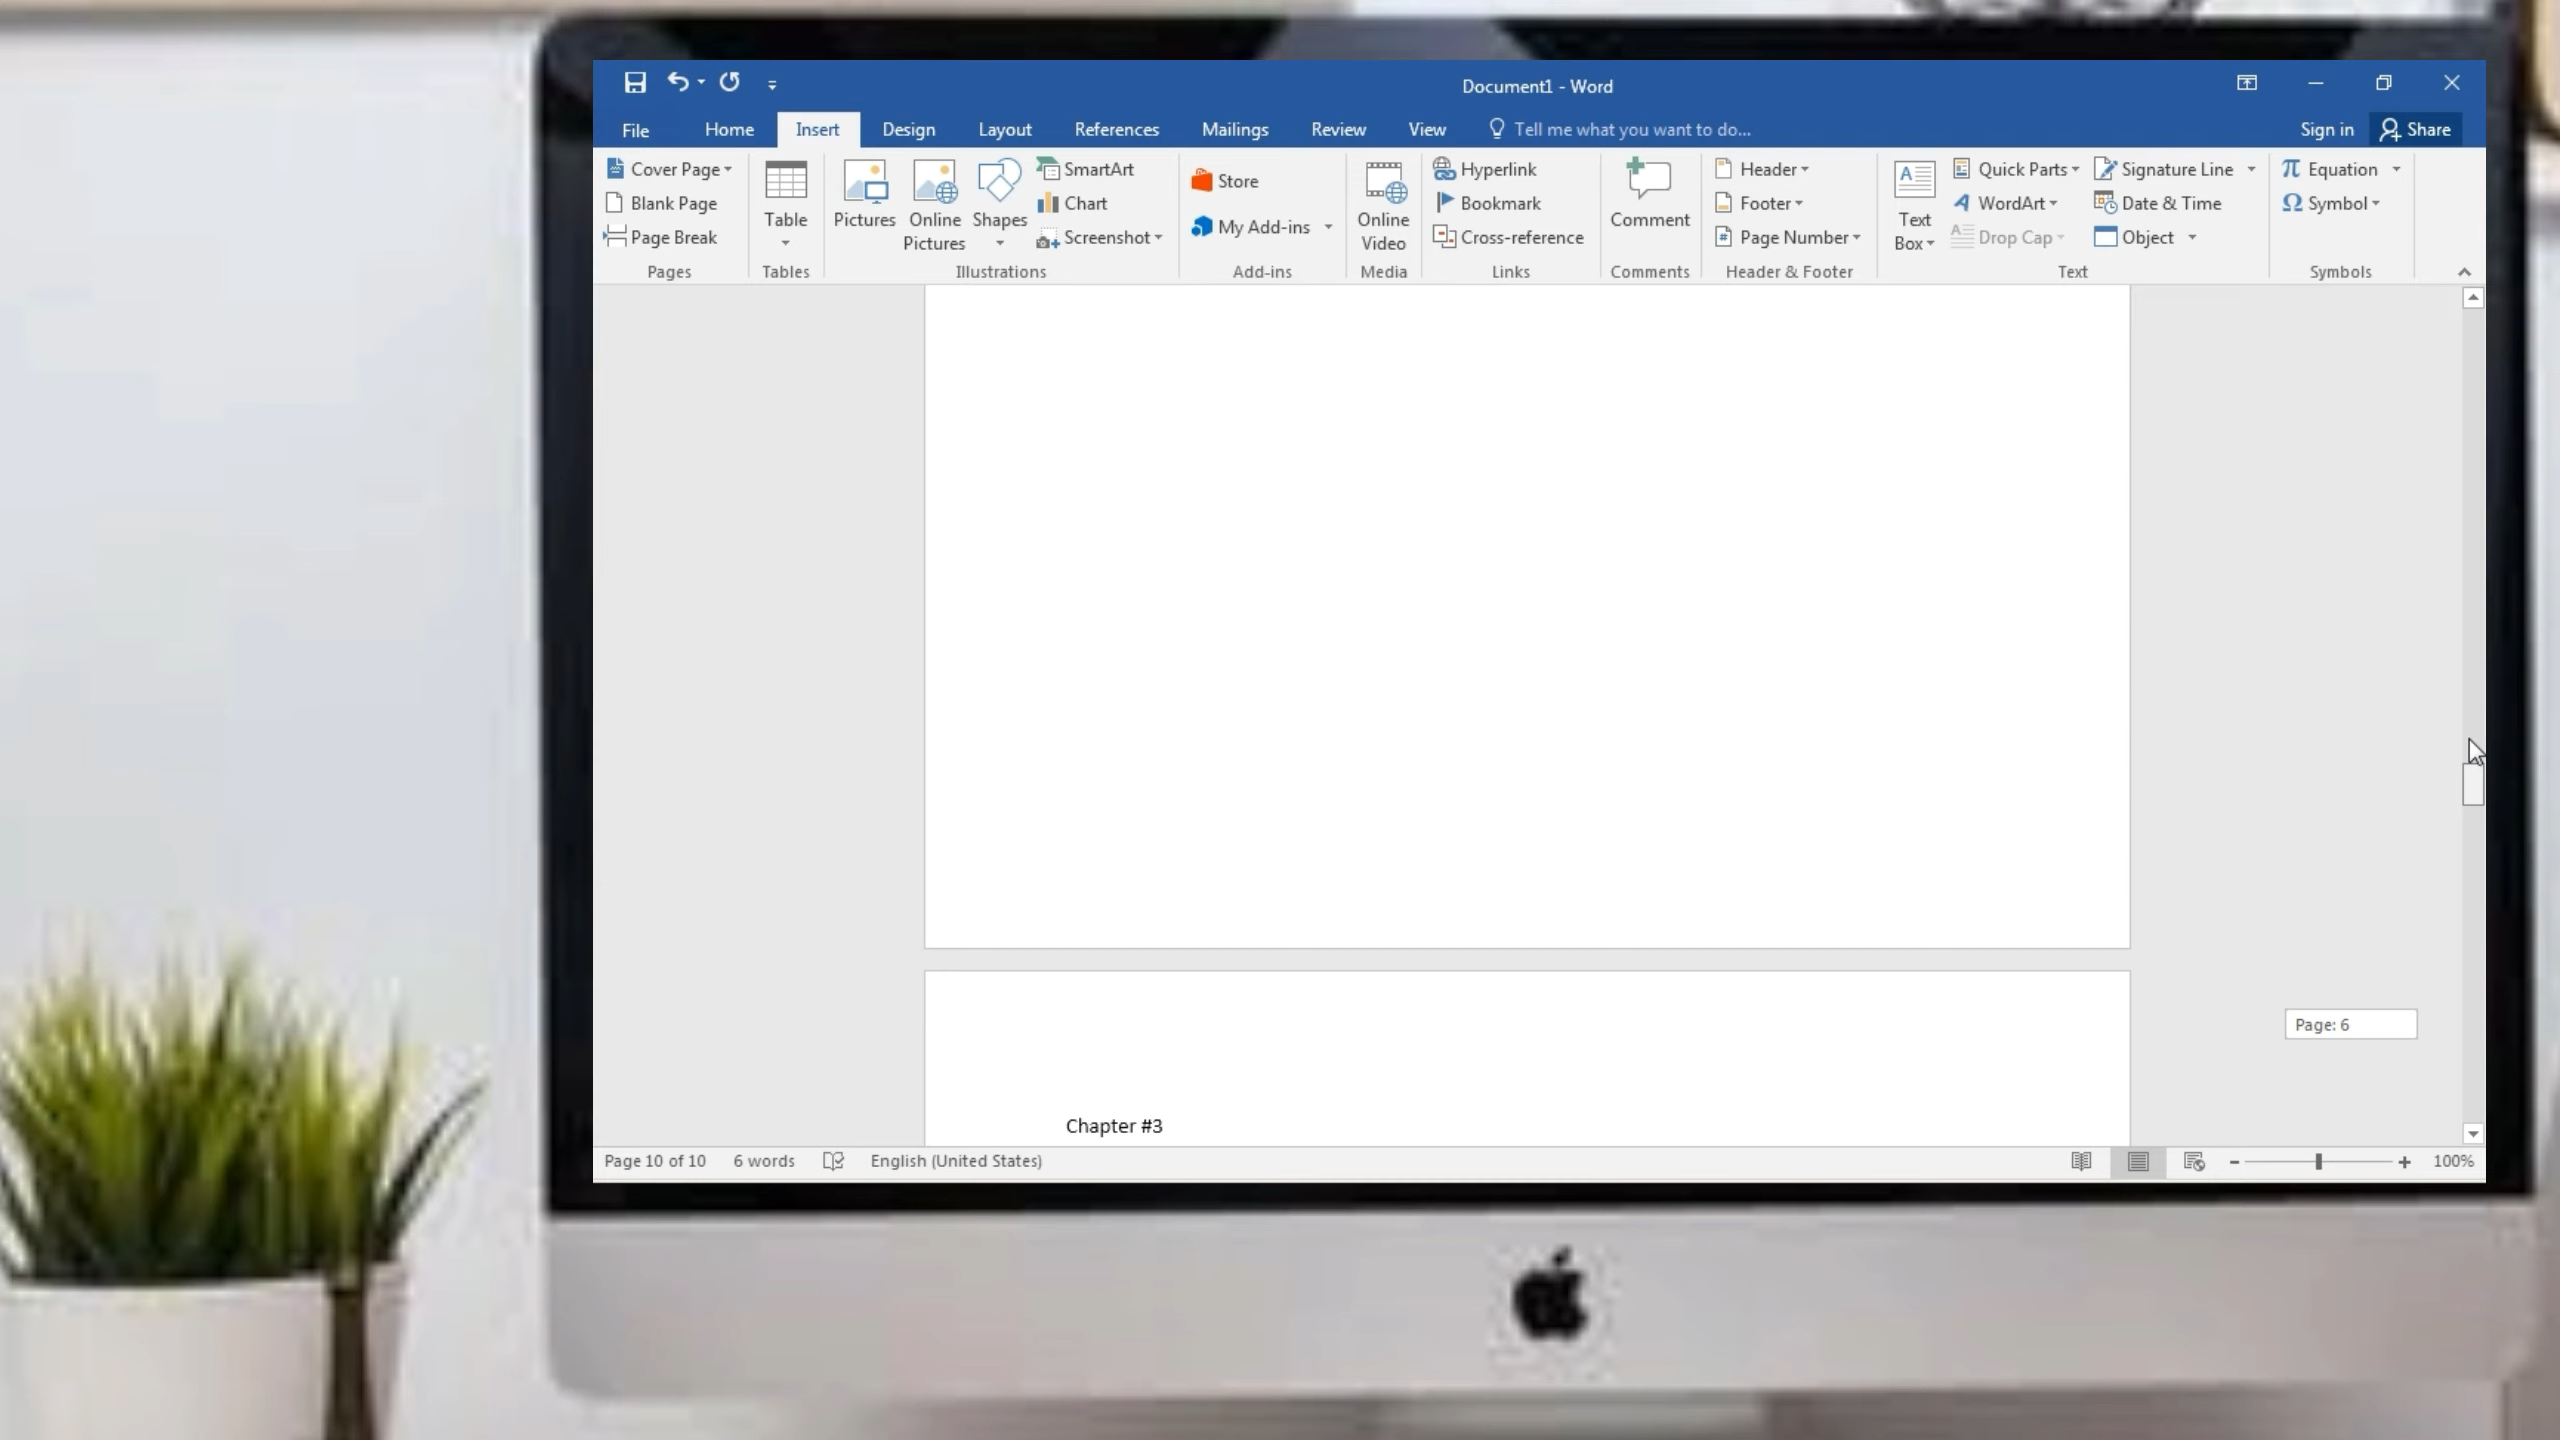 Document1 - Word
File Home Insert Design Layout References Mailings Review View Tell me what you want to do... Sign in Share
Cover Page
Blank Page
Page Break
Pages
Table
Tables
Pictures
Online Pictures
Shapes
SmartArt
Chart
Screenshot
Illustrations
Store
My Add-ins
Add-ins
Online Video
Media
Hyperlink
Bookmark
Cross-reference
Links
Comment
Comments
Header
Footer
Page Number
Header & Footer
Text Box
Quick Parts
WordArt
Drop Cap
Signature Line
Date & Time
Object
Text
Equation
Symbol
Symbols
Page: 6
Chapter #3
Page 10 of 10 6 words English (United States) 100%